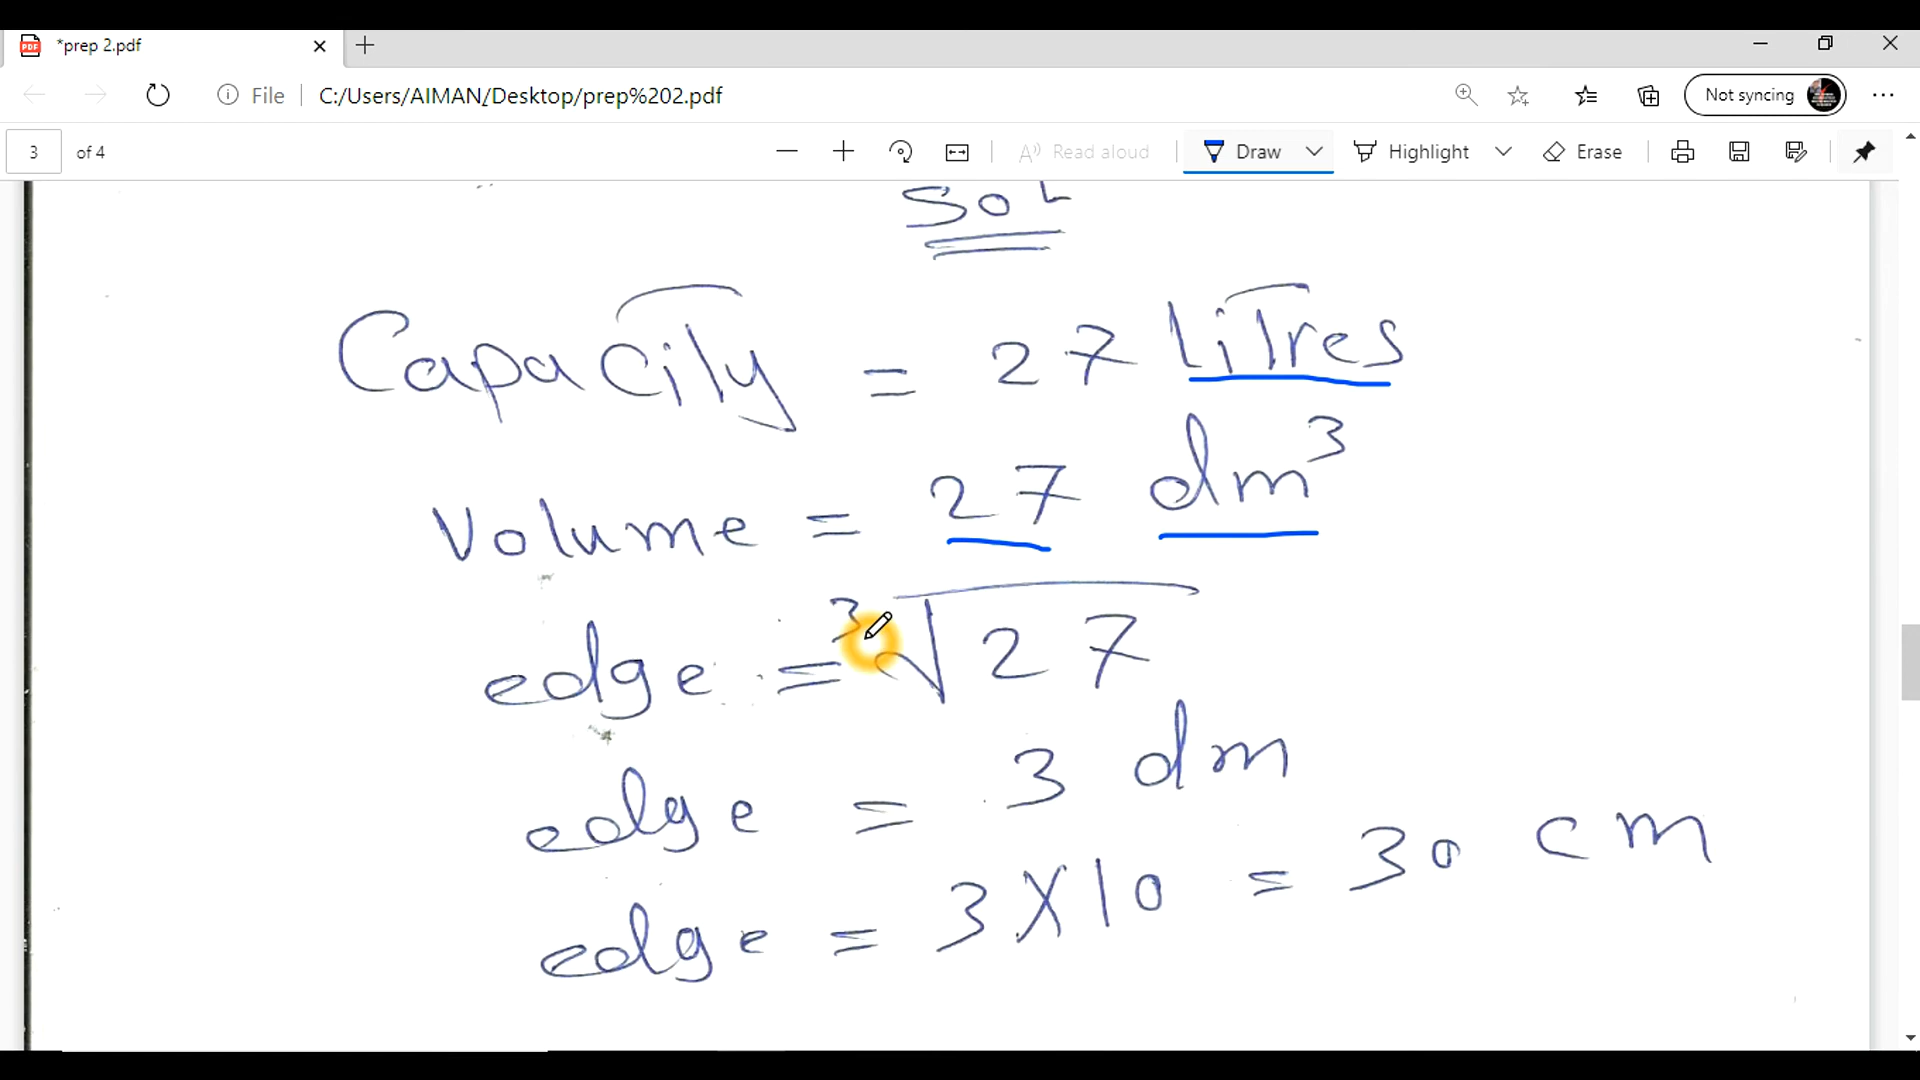 *prep 2.pdf
File C:/Users/AIMAN/Desktop/prep%202.pdf Not syncing
3 of 4 Read aloud Draw Highlight Erase
Sol
Capacity = 27 Litres
Volume = 27 dm³
edge = ³√27
edge = 3 dm
edge = 3 X 10 = 30 cm